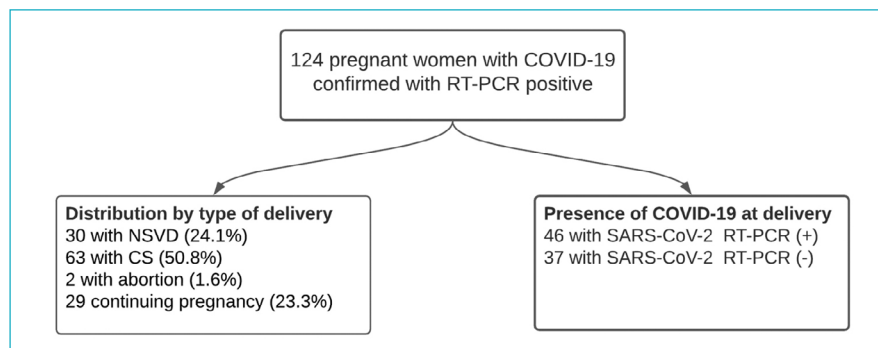 124 pregnant women with COVID-19
confirmed with RT-PCR positive
Distribution by type of delivery
30 with NSVD (24.1%)
63 with CS (50.8%)
2 with abortion (1.6%)
29 continuing pregnancy (23.3%)
Presence of COVID-19 at delivery
46 with SARS-CoV-2 RT-PCR (+)
37 with SARS-CoV-2 RT-PCR (-)